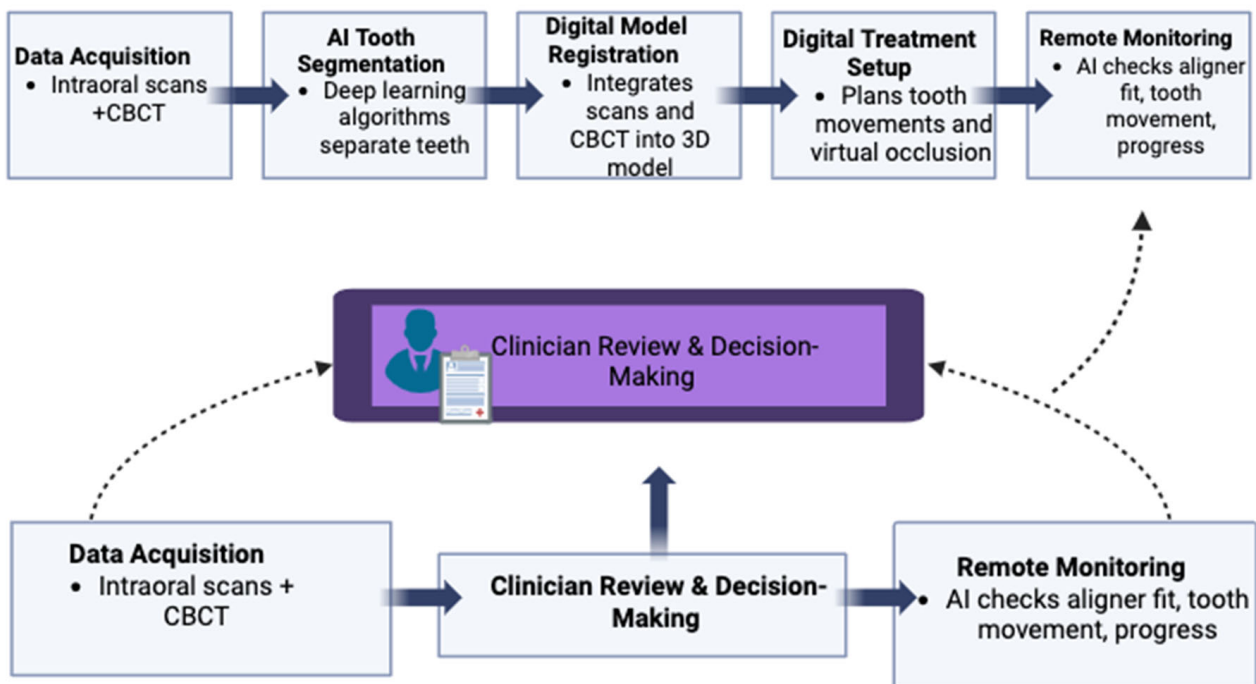 Data Acquisition
• Intraoral scans
+CBCT
AI Tooth
Segmentation
• Deep learning
algorithms
separate teeth
Digital Model
Registration
• Integrates
scans and
CBCT into 3D
model
Digital Treatment
Setup
• Plans tooth
movements and
virtual occlusion
Remote Monitoring
• AI checks aligner
fit, tooth
movement,
progress
Clinician Review & Decision-
Making
Data Acquisition
• Intraoral scans +
CBCT
Clinician Review & Decision-
Making
Remote Monitoring
• AI checks aligner fit, tooth
movement, progress